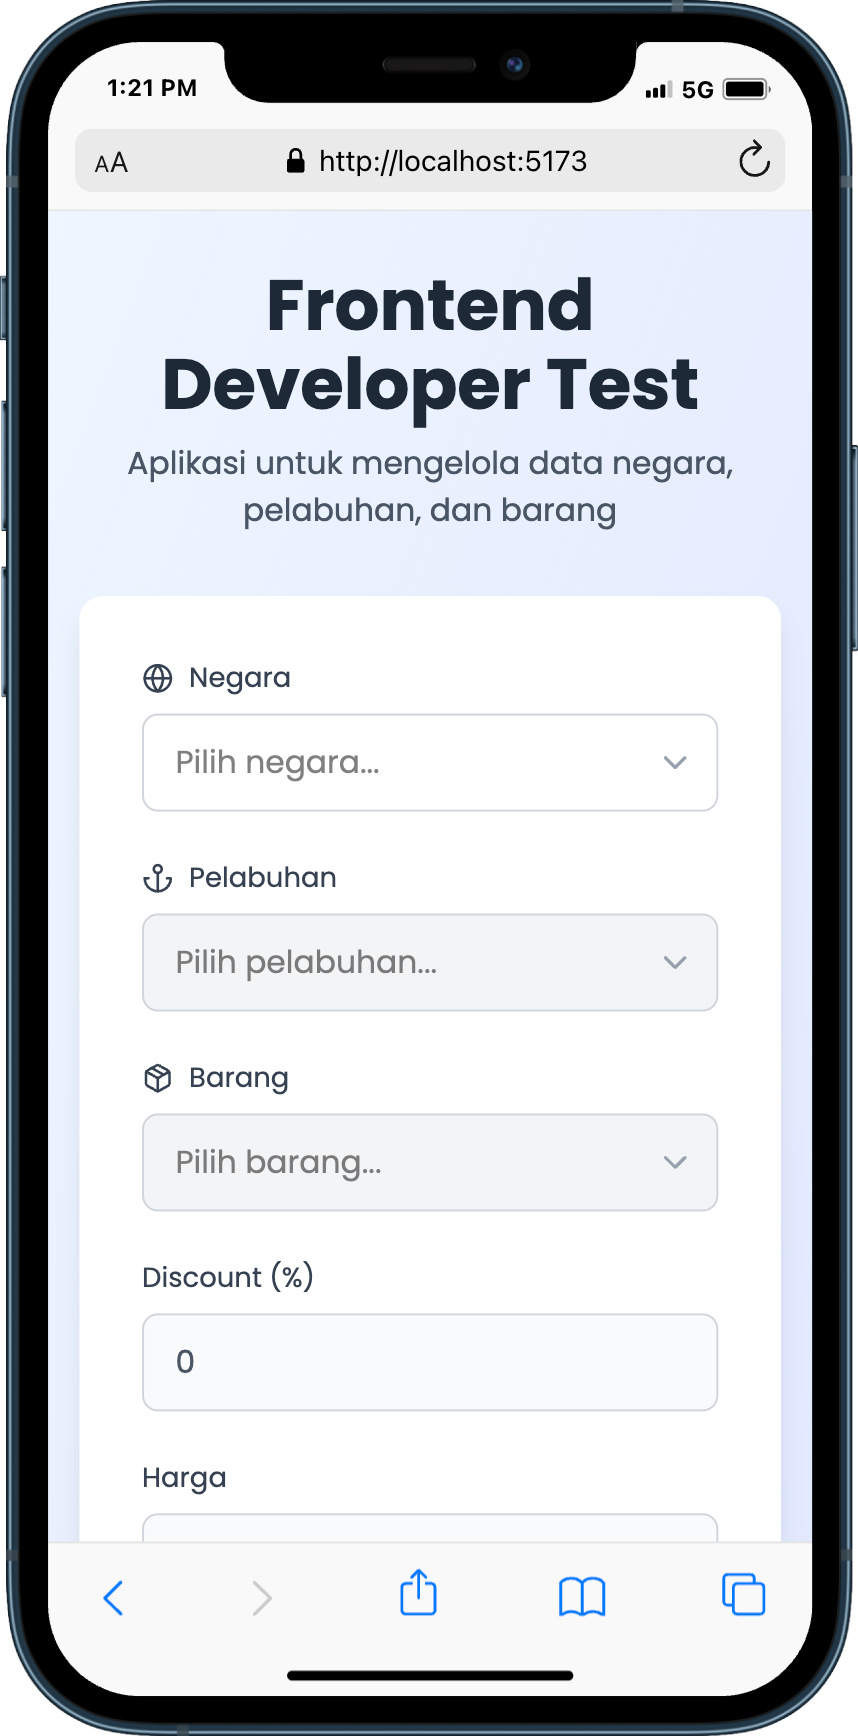 1:21 PM
5G
AA
http://localhost:5173
Frontend
Developer Test
Aplikasi untuk mengelola data negara,
pelabuhan, dan barang
Negara
Pilih negara...
Pelabuhan
Pilih pelabuhan...
Barang
Pilih barang...
Discount (%)
0
Harga